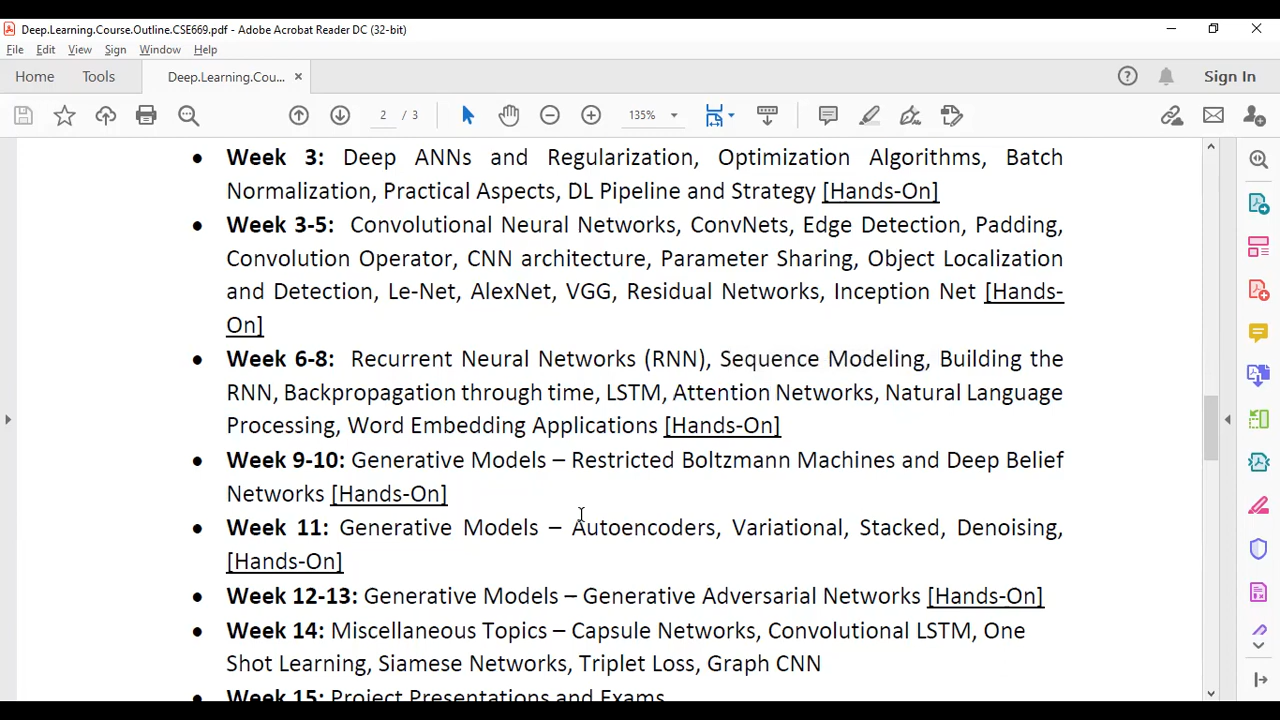 Deep.Learning.Course.Outline.CSE669.pdf - Adobe Acrobat Reader DC (32-bit)
File Edit View Sign Window Help
Home Tools Deep.Learning.Cou... × Sign In
2 / 3 135%
• Week 3: Deep ANNs and Regularization, Optimization Algorithms, Batch
Normalization, Practical Aspects, DL Pipeline and Strategy [Hands-On]
• Week 3-5: Convolutional Neural Networks, ConvNets, Edge Detection, Padding,
Convolution Operator, CNN architecture, Parameter Sharing, Object Localization
and Detection, Le-Net, AlexNet, VGG, Residual Networks, Inception Net [Hands-
On]
• Week 6-8: Recurrent Neural Networks (RNN), Sequence Modeling, Building the
RNN, Backpropagation through time, LSTM, Attention Networks, Natural Language
Processing, Word Embedding Applications [Hands-On]
• Week 9-10: Generative Models – Restricted Boltzmann Machines and Deep Belief
Networks [Hands-On]
• Week 11: Generative Models – Autoencoders, Variational, Stacked, Denoising,
[Hands-On]
• Week 12-13: Generative Models – Generative Adversarial Networks [Hands-On]
• Week 14: Miscellaneous Topics – Capsule Networks, Convolutional LSTM, One
Shot Learning, Siamese Networks, Triplet Loss, Graph CNN
• Week 15: Project Presentations and Exams